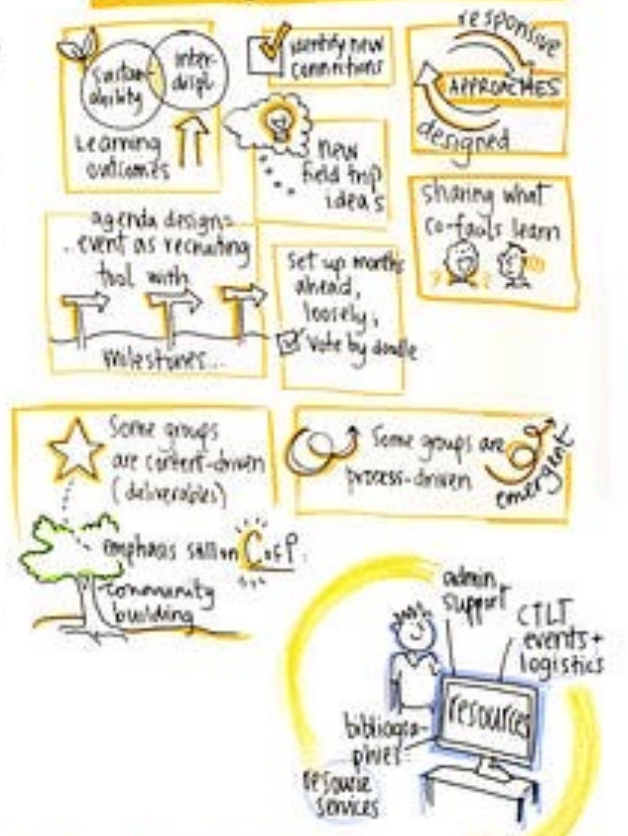 sustain-
ability
inter-
displ
Learning
outcomes
identify new
connections
new
field trip
ideas
responsive
APPROACHES
designed
sharing what
co-facils learn
agenda design=
..event as recruiting
tool with
milestones...
set up months
ahead,
loosely,
vote by doodle
Some groups
are content-driven
(deliverables)
Some groups are
process-driven
emergent
emphasis still on CofP.
community
building
admin
support
CTLT
events+
logistics
resources
bibliogra-
phies
resource
services